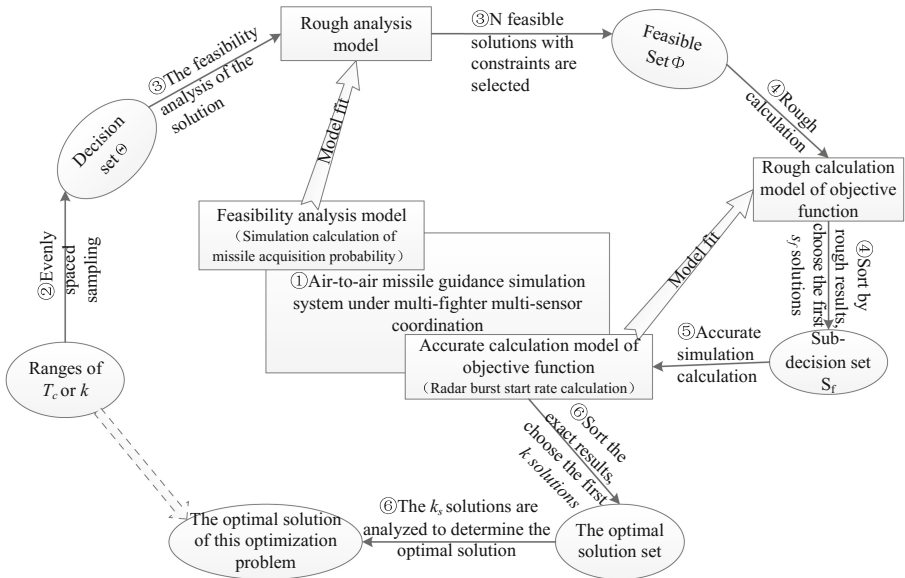 Rough analysis
model
③N feasible
solutions with
constraints are
selected
Feasible
Set Φ
③The feasibility
analysis of the
solution
Decision
set Θ
④Rough
calculation
Model fit
Rough calculation
model of objective
function
Feasibility analysis model
(Simulation calculation of
missile acquisition probability)
②Evenly
spaced
sampling
①Air-to-air missile guidance simulation
system under multi-fighter multi-sensor
coordination
Model fit
④Sort by
rough results,
choose the first
s_f solutions
Accurate calculation model of
objective function
(Radar burst start rate calculation)
⑤Accurate
simulation
calculation
Sub-
decision set
S_f
Ranges of
T_c or k
⑥Sort the
exact results,
choose the first
k solutions
⑥The k_s solutions are
analyzed to determine the
optimal solution
The optimal solution
of this optimization
problem
The optimal
solution set